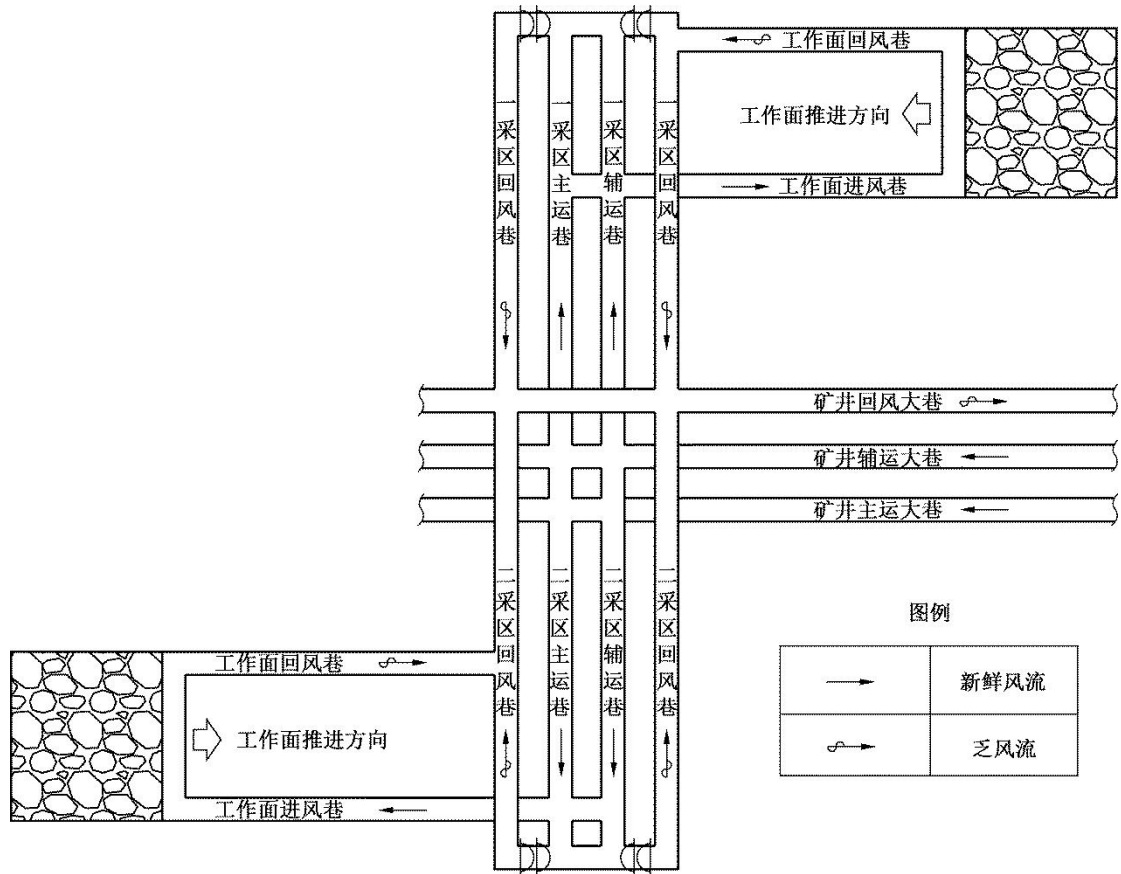 工作面回风巷
工作面推进方向
工作面进风巷
一采区回风巷
一采区主运巷
一采区辅运巷
一采区回风巷
矿井回风大巷
矿井辅运大巷
矿井主运大巷
二采区回风巷
二采区主运巷
二采区辅运巷
二采区回风巷
工作面回风巷
工作面推进方向
工作面进风巷
图例
新鲜风流
乏风流